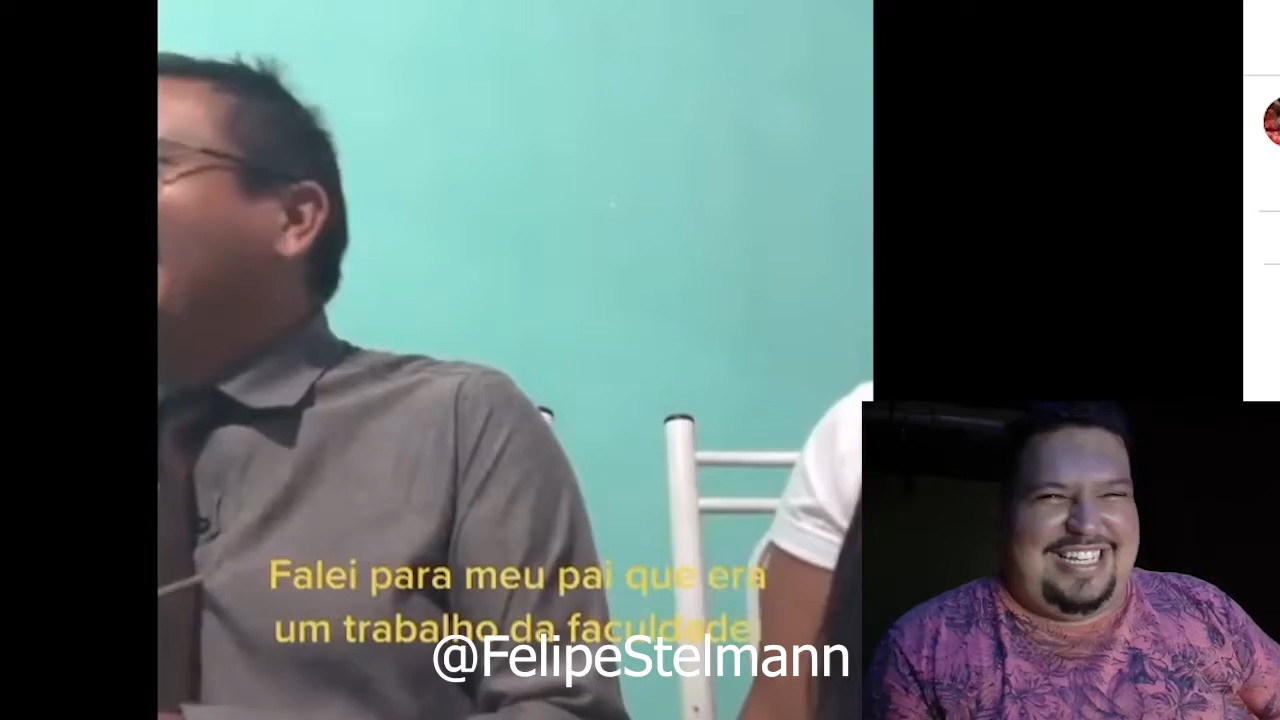 Falei para meu pai que era
um trabalho da faculdade
@FelipeStelmann